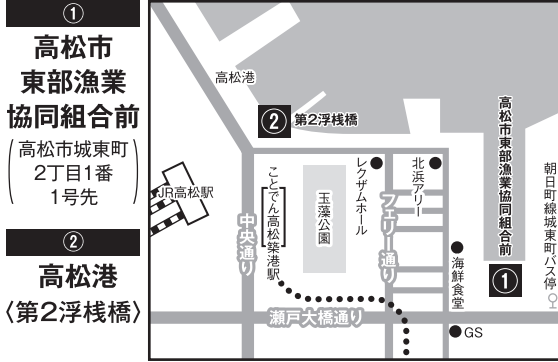 ①
高松市
東部漁業
協同組合前
(高松市城東町
2丁目1番
1号先)
②
高松港
〈第2浮桟橋〉
高松港
②
第2浮桟橋
JR高松駅
中央通り
ことでん高松築港駅
玉藻公園
レクザムホール
フェリー通り
北浜アリー
海鮮食堂
高松市東部漁業協同組合前
①
朝日町線城東町バス停
瀬戸大橋通り
GS